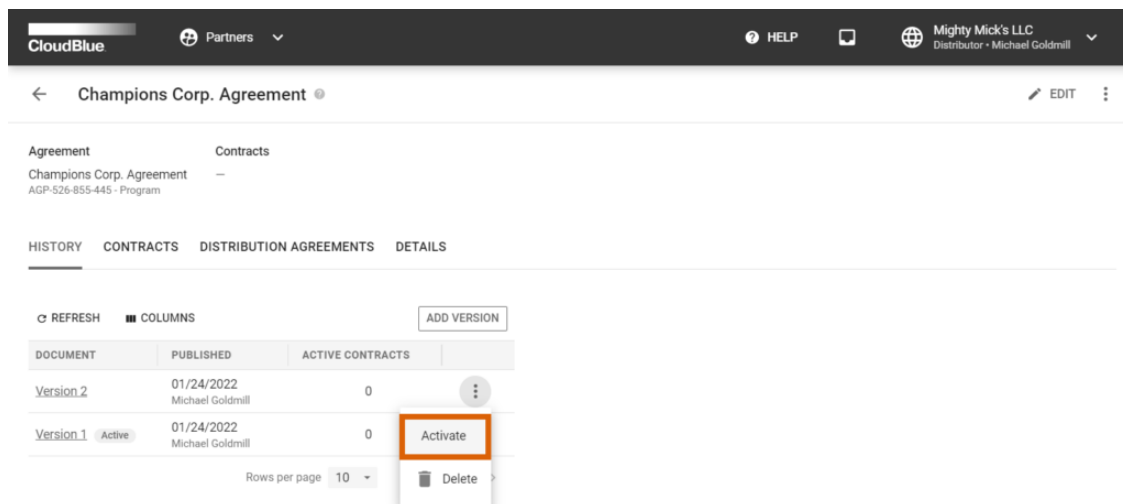 CloudBlue
Partners
HELP
Mighty Mick's LLC
Distributor • Michael Goldmill
Champions Corp. Agreement
EDIT
Agreement
Contracts
Champions Corp. Agreement
—
AGP-526-855-445 - Program
HISTORY CONTRACTS DISTRIBUTION AGREEMENTS DETAILS
REFRESH COLUMNS ADD VERSION
DOCUMENT PUBLISHED ACTIVE CONTRACTS
Version 2 01/24/2022 0
Michael Goldmill
Version 1 Active 01/24/2022 0
Michael Goldmill
Activate
Rows per page 10
Delete